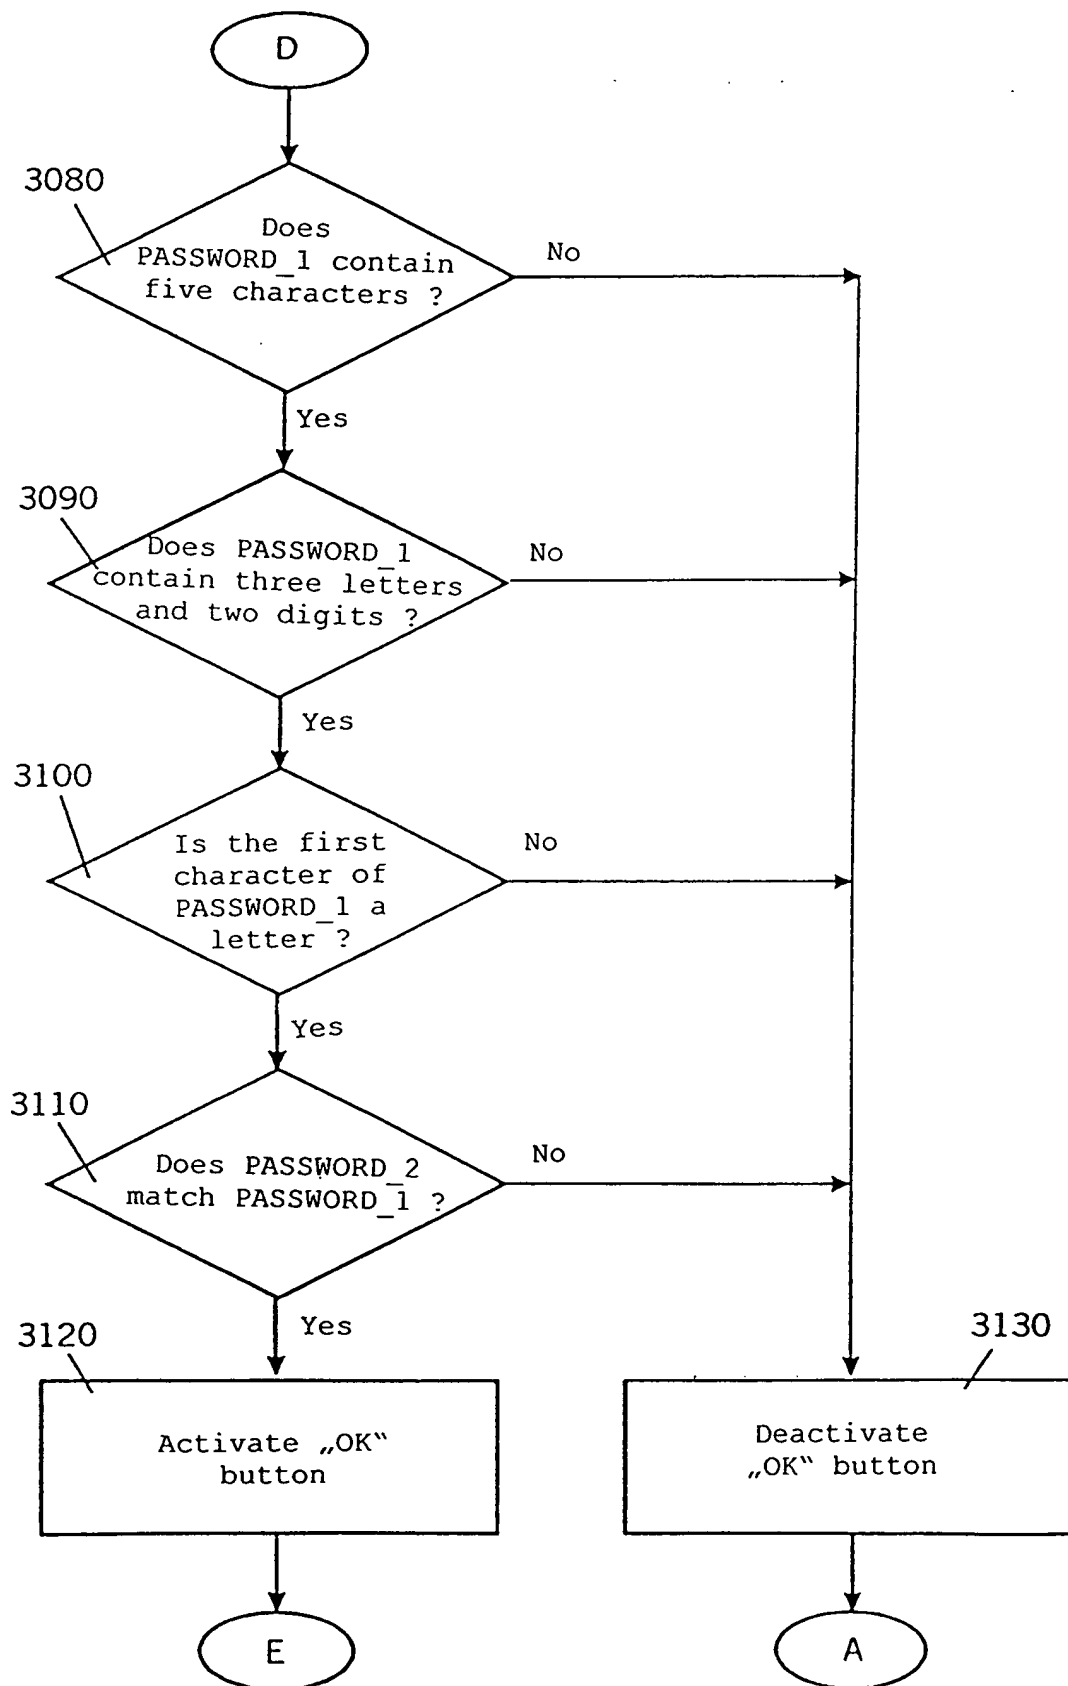 D
3080
Does
PASSWORD_1 contain
five characters ?
No
Yes
3090
Does PASSWORD_1
contain three letters
and two digits ?
No
Yes
3100
Is the first
character of
PASSWORD_1 a
letter ?
No
Yes
3110
Does PASSWORD_2
match PASSWORD_1 ?
No
Yes
3120
Activate „OK‟
button
3130
Deactivate
„OK‟ button
E
A